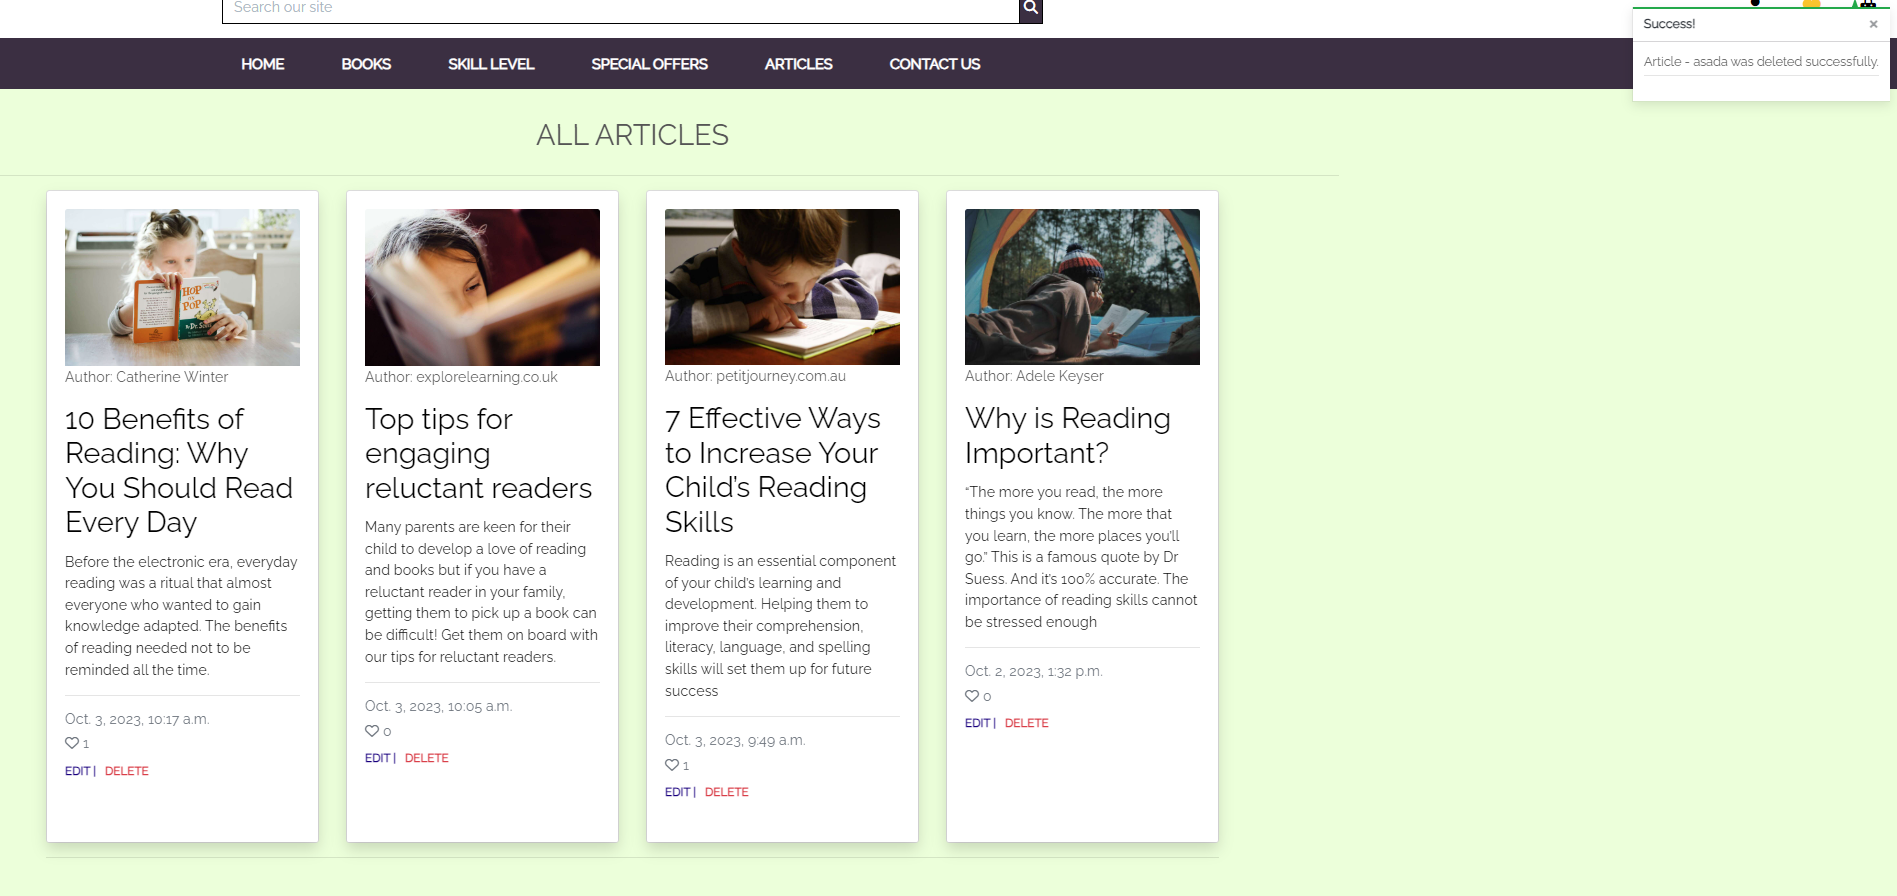 Search our site
Success! ×
HOME BOOKS SKILL LEVEL SPECIAL OFFERS ARTICLES CONTACT US
Article - asada was deleted successfully.
ALL ARTICLES
HOP
ON
POP
By Dr. Seuss
Author: Catherine Winter
10 Benefits of
Reading: Why
You Should Read
Every Day
Before the electronic era, everyday
reading was a ritual that almost
everyone who wanted to gain
knowledge adapted. The benefits
of reading needed not to be
reminded all the time.
Oct. 3, 2023, 10:17 a.m.
1
EDIT | DELETE
Author: explorelearning.co.uk
Top tips for
engaging
reluctant readers
Many parents are keen for their
child to develop a love of reading
and books but if you have a
reluctant reader in your family,
getting them to pick up a book can
be difficult! Get them on board with
our tips for reluctant readers.
Oct. 3, 2023, 10:05 a.m.
0
EDIT | DELETE
Author: petitjourney.com.au
7 Effective Ways
to Increase Your
Child’s Reading
Skills
Reading is an essential component
of your child’s learning and
development. Helping them to
improve their comprehension,
literacy, language, and spelling
skills will set them up for future
success
Oct. 3, 2023, 9:49 a.m.
1
EDIT | DELETE
Author: Adele Keyser
Why is Reading
Important?
“The more you read, the more
things you know. The more that
you learn, the more places you’ll
go.” This is a famous quote by Dr
Suess. And it’s 100% accurate. The
importance of reading skills cannot
be stressed enough
Oct. 2, 2023, 1:32 p.m.
0
EDIT | DELETE